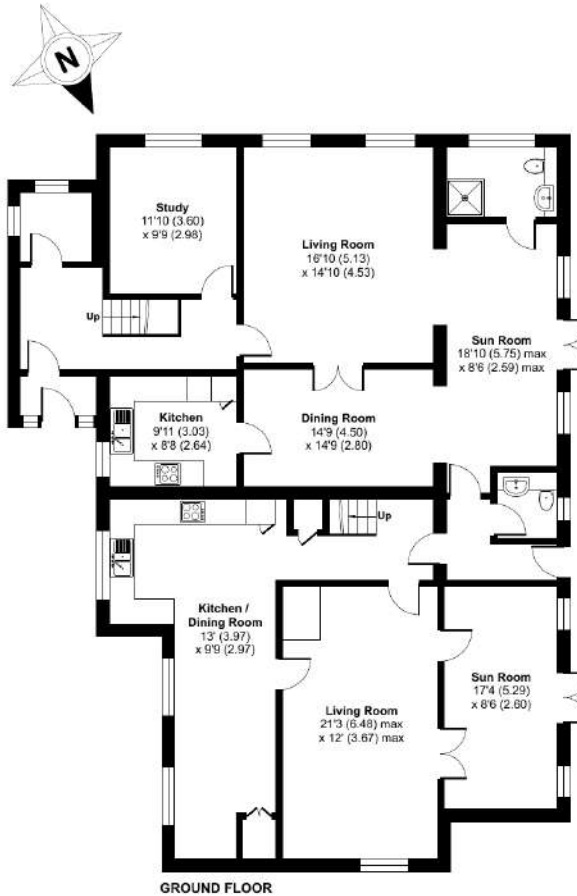 N
Study
11'10 (3.60)
x 9'9 (2.98)
Living Room
16'10 (5.13)
x 14'10 (4.53)
Up
Sun Room
18'10 (5.75) max
x 8'6 (2.59) max
Kitchen
9'11 (3.03)
x 8'8 (2.64)
Dining Room
14'9 (4.50)
x 14'9 (2.80)
Up
Kitchen /
Dining Room
13' (3.97)
x 9'9 (2.97)
Living Room
21'3 (6.48) max
x 12' (3.67) max
Sun Room
17'4 (5.29)
x 8'6 (2.60)
GROUND FLOOR